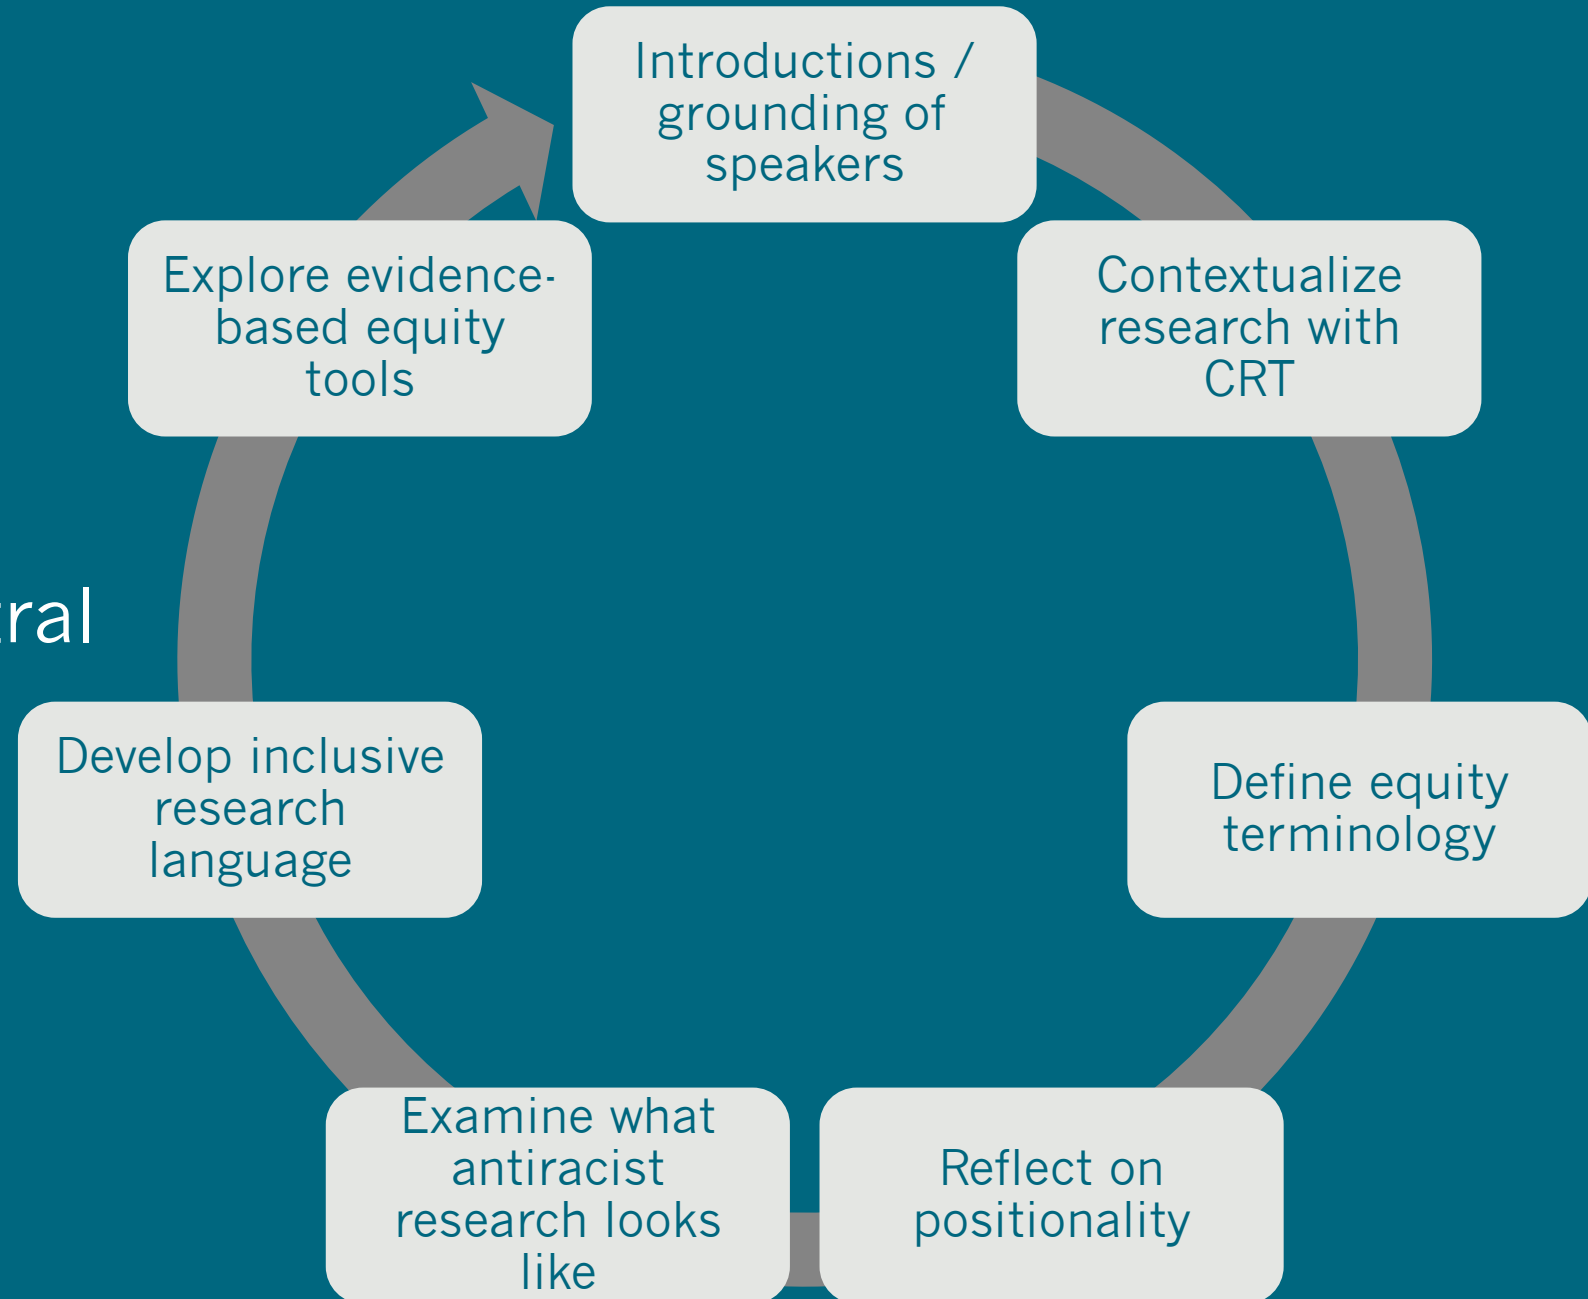 Introductions /
grounding of
speakers
Contextualize
research with
CRT
Define equity
terminology
Reflect on
positionality
Examine what
antiracist
research looks
like
Develop inclusive
research
language
Explore evidence-
based equity
tools